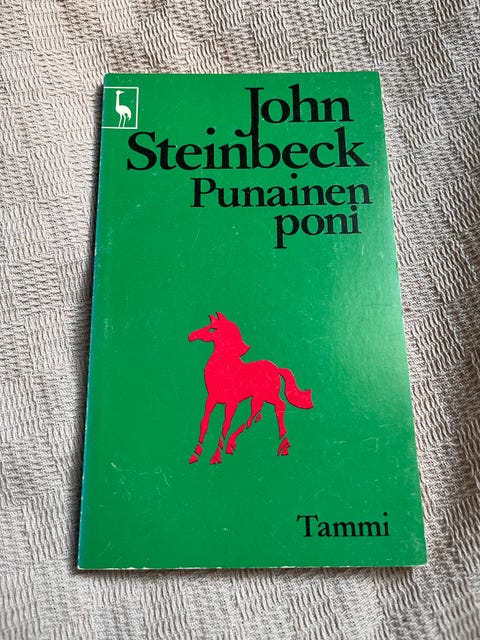 John
Steinbeck
Punainen
poni
Tammi